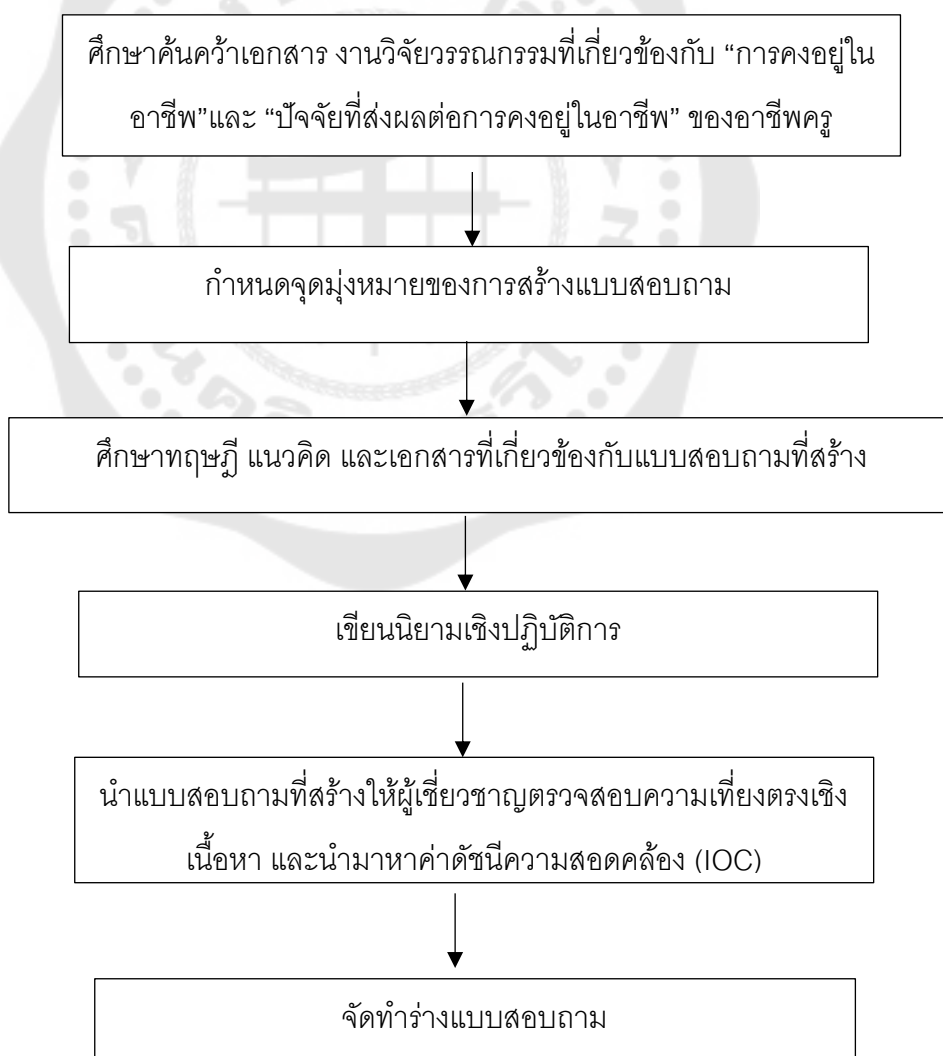 ศึกษาค้นคว้าเอกสาร งานวิจัยวรรณกรรมที่เกี่ยวข้องกับ “การคงอยู่ใน
อาชีพ”และ “ปัจจัยที่ส่งผลต่อการคงอยู่ในอาชีพ” ของอาชีพครู
กำหนดจุดมุ่งหมายของการสร้างแบบสอบถาม
ศึกษาทฤษฎี แนวคิด และเอกสารที่เกี่ยวข้องกับแบบสอบถามที่สร้าง
เขียนนิยามเชิงปฏิบัติการ
นำแบบสอบถามที่สร้างให้ผู้เชี่ยวชาญตรวจสอบความเที่ยงตรงเชิง
เนื้อหา และนำมาหาค่าดัชนีความสอดคล้อง (IOC)
จัดทำร่างแบบสอบถาม